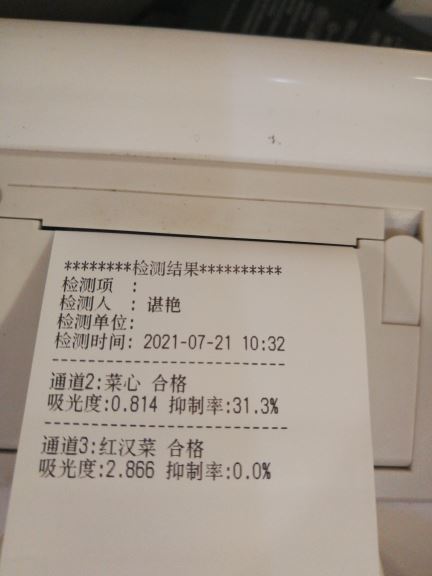 ********检测结果**********
检测项  :
检测人  : 谌艳
检测单位:
检测时间: 2021-07-21 10:32
--------------------------
通道2:菜心 合格
吸光度:0.814 抑制率:31.3%
--------------------------
通道3:红汉菜 合格
吸光度:2.866 抑制率:0.0%